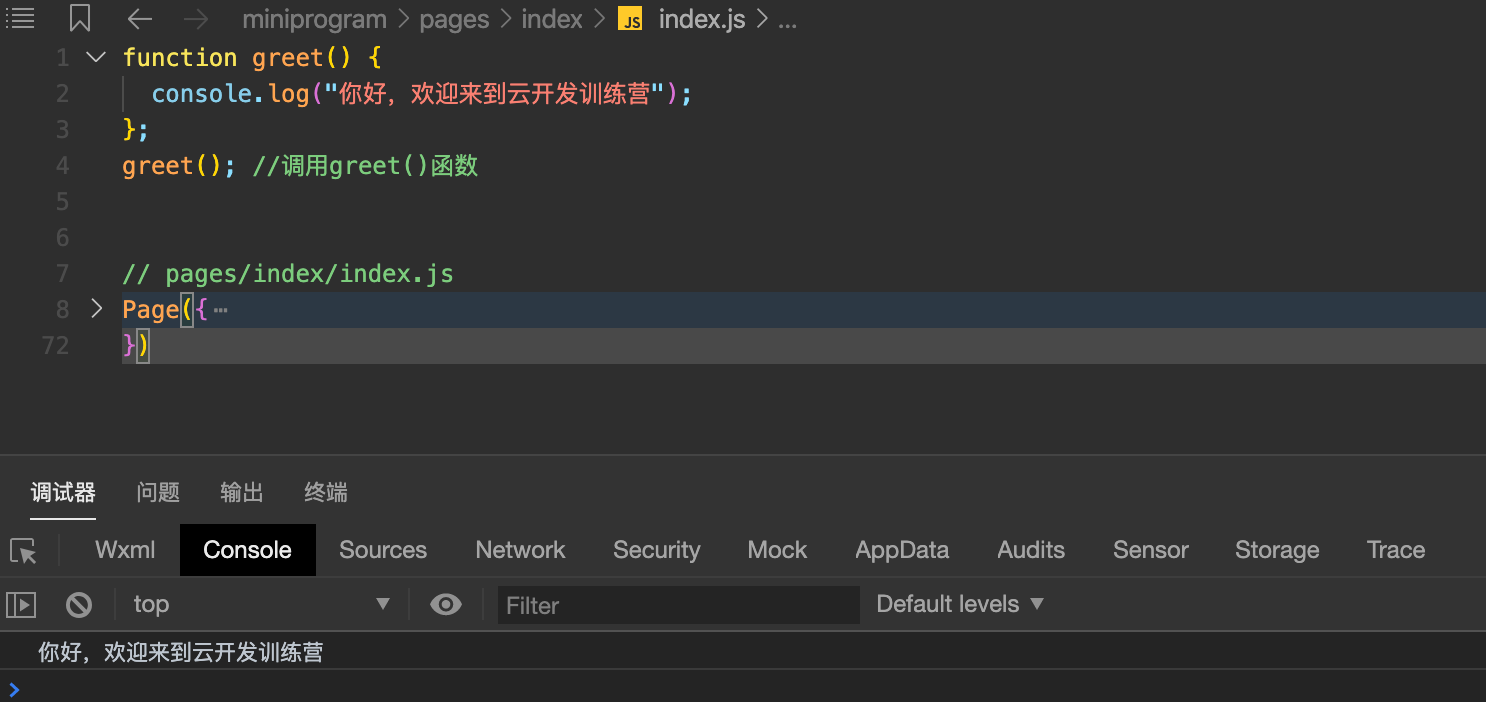 miniprogram > pages > index > JS index.js > ...
1 function greet() {
2 console.log("你好，欢迎来到云开发训练营");
3 };
4 greet(); //调用greet()函数
5
6
7 // pages/index/index.js
8 Page({ ⋯
72 })
调试器 问题 输出 终端
Wxml Console Sources Network Security Mock AppData Audits Sensor Storage Trace
top Filter Default levels
你好，欢迎来到云开发训练营